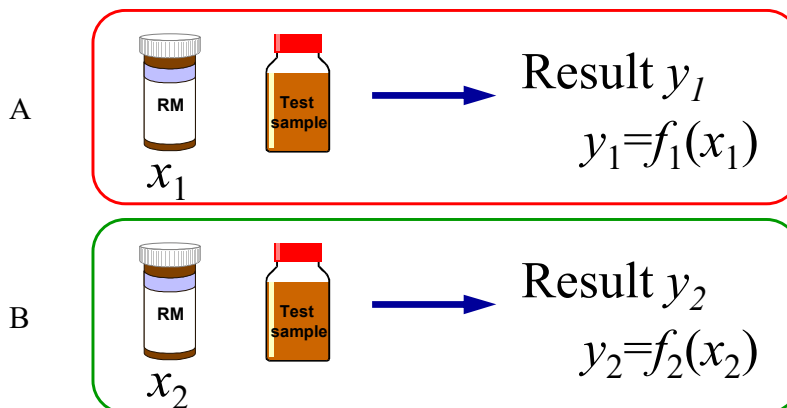 A
RM
x₁
Test
sample
Result y₁
y₁=f₁(x₁)
B
RM
x₂
Test
sample
Result y₂
y₂=f₂(x₂)